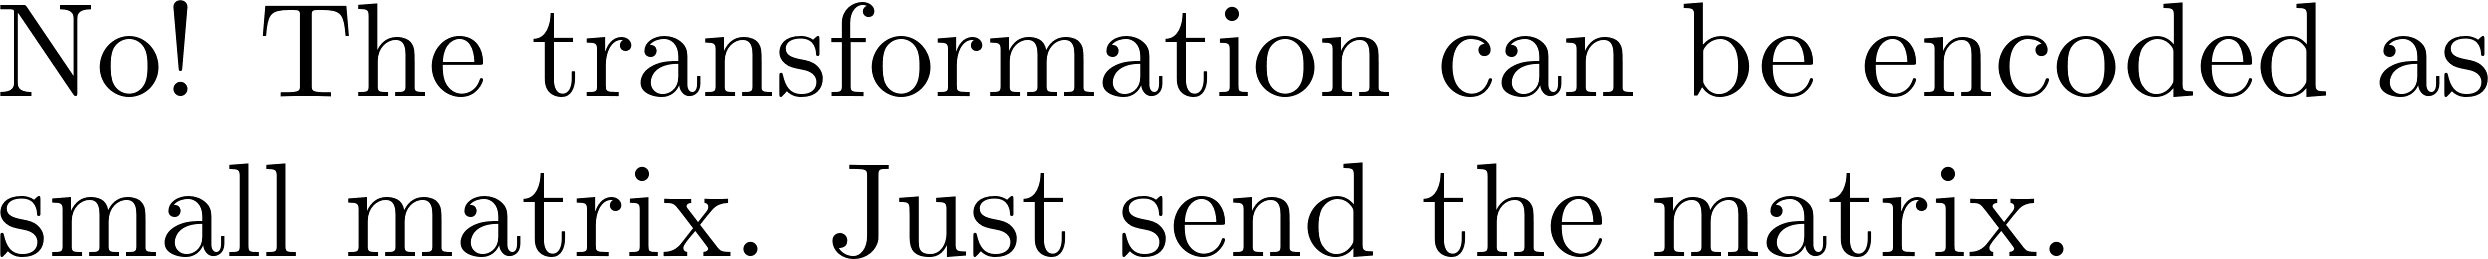 No! The transformation can be encoded as
small matrix. Just send the matrix.